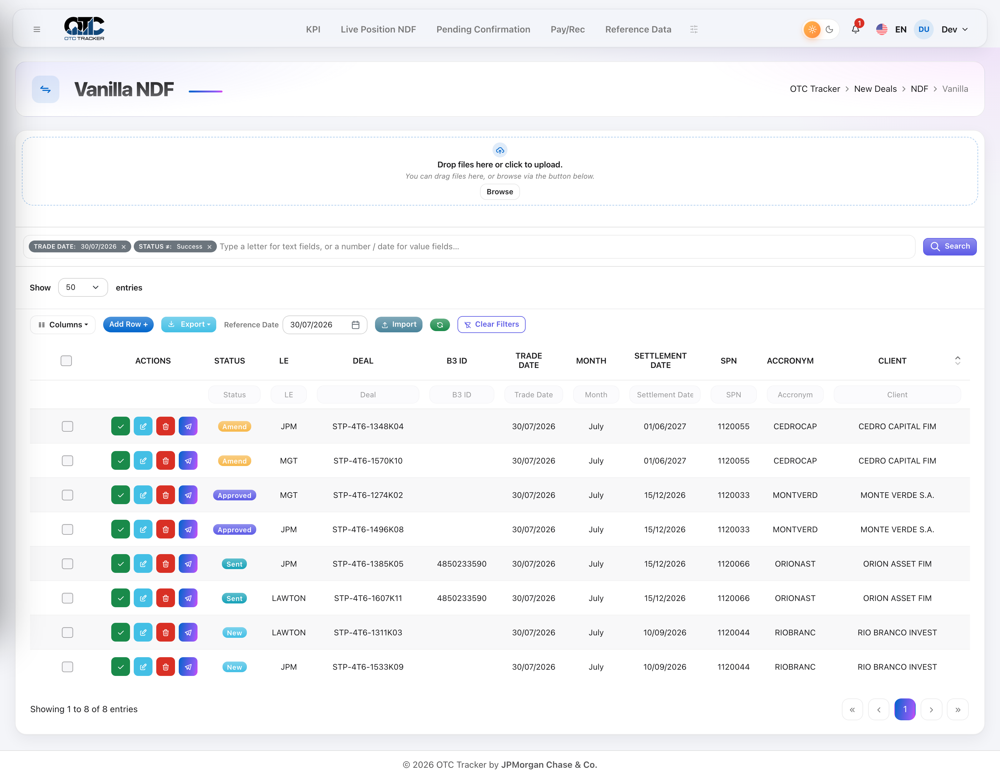 OTC
OTC TRACKER
KPI Live Position NDF Pending Confirmation Pay/Rec Reference Data
1
EN DU Dev
Vanilla NDF
OTC Tracker > New Deals > NDF > Vanilla
Drop files here or click to upload.
You can drag files here, or browse via the button below.
Browse
TRADE DATE: 30/07/2026 × STATUS ≠: Success × Type a letter for text fields, or a number / date for value fields...
Search
Show 50 entries
Columns Add Row + Export Reference Date 30/07/2026 Import Clear Filters
ACTIONS STATUS LE DEAL B3 ID TRADE DATE MONTH SETTLEMENT DATE SPN ACCRONYM CLIENT
Status LE Deal B3 ID Trade Date Month Settlement Date SPN Accronym Client
Amend JPM STP-4T6-1348K04 30/07/2026 July 01/06/2027 1120055 CEDROCAP CEDRO CAPITAL FIM
Amend MGT STP-4T6-1570K10 30/07/2026 July 01/06/2027 1120055 CEDROCAP CEDRO CAPITAL FIM
Approved MGT STP-4T6-1274K02 30/07/2026 July 15/12/2026 1120033 MONTVERD MONTE VERDE S.A.
Approved JPM STP-4T6-1496K08 30/07/2026 July 15/12/2026 1120033 MONTVERD MONTE VERDE S.A.
Sent JPM STP-4T6-1385K05 4850233590 30/07/2026 July 15/12/2026 1120066 ORIONAST ORION ASSET FIM
Sent LAWTON STP-4T6-1607K11 4850233590 30/07/2026 July 15/12/2026 1120066 ORIONAST ORION ASSET FIM
New LAWTON STP-4T6-1311K03 30/07/2026 July 10/09/2026 1120044 RIOBRANC RIO BRANCO INVEST
New JPM STP-4T6-1533K09 30/07/2026 July 10/09/2026 1120044 RIOBRANC RIO BRANCO INVEST
Showing 1 to 8 of 8 entries
« ‹ 1 › »
© 2026 OTC Tracker by JPMorgan Chase & Co.